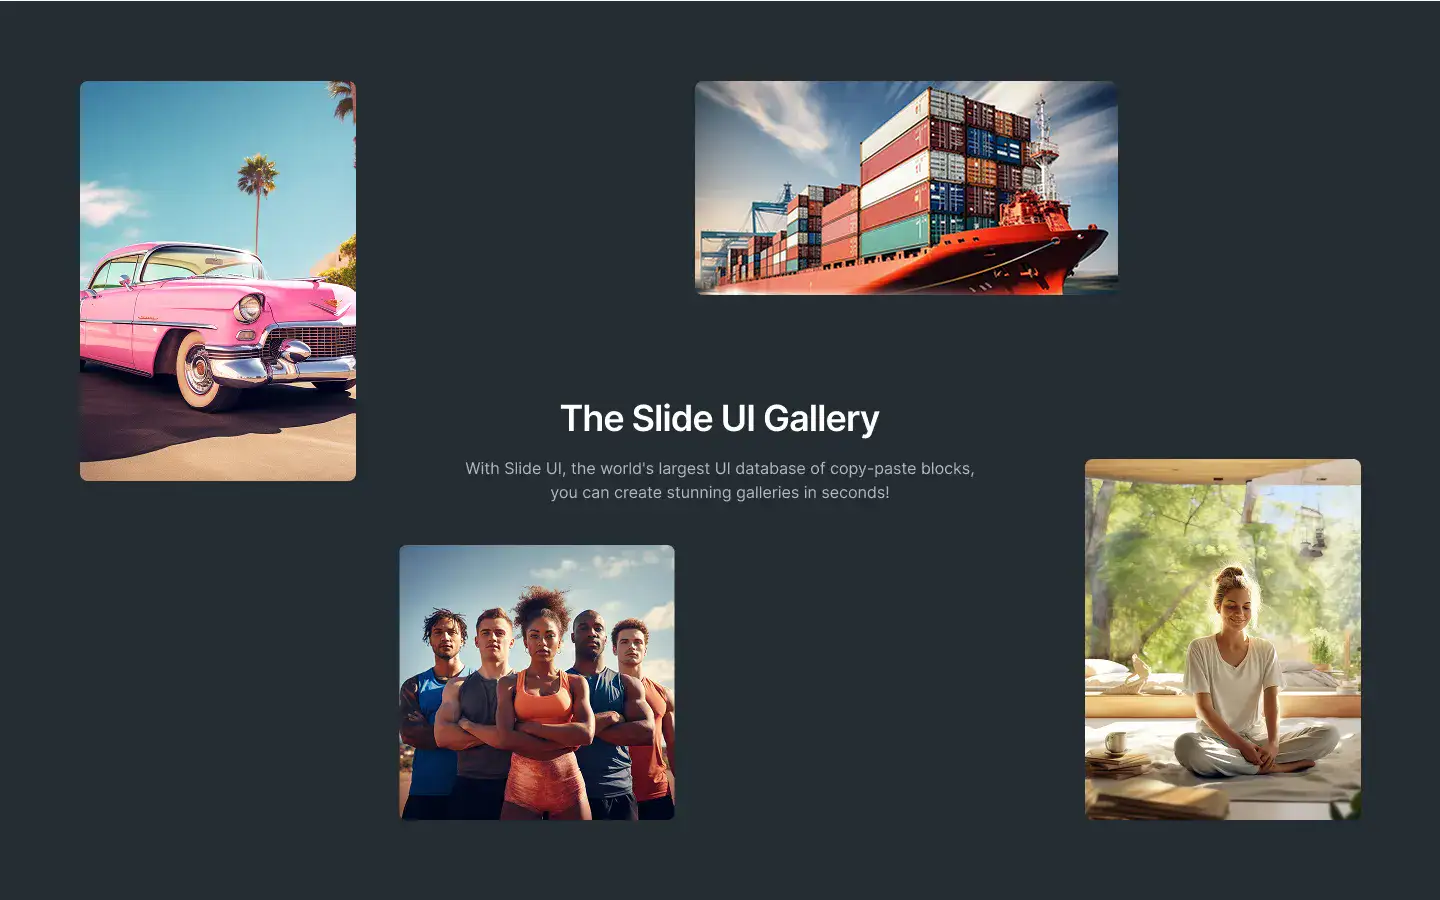 The Slide UI Gallery
With Slide UI, the world's largest UI database of copy-paste blocks,
you can create stunning galleries in seconds!